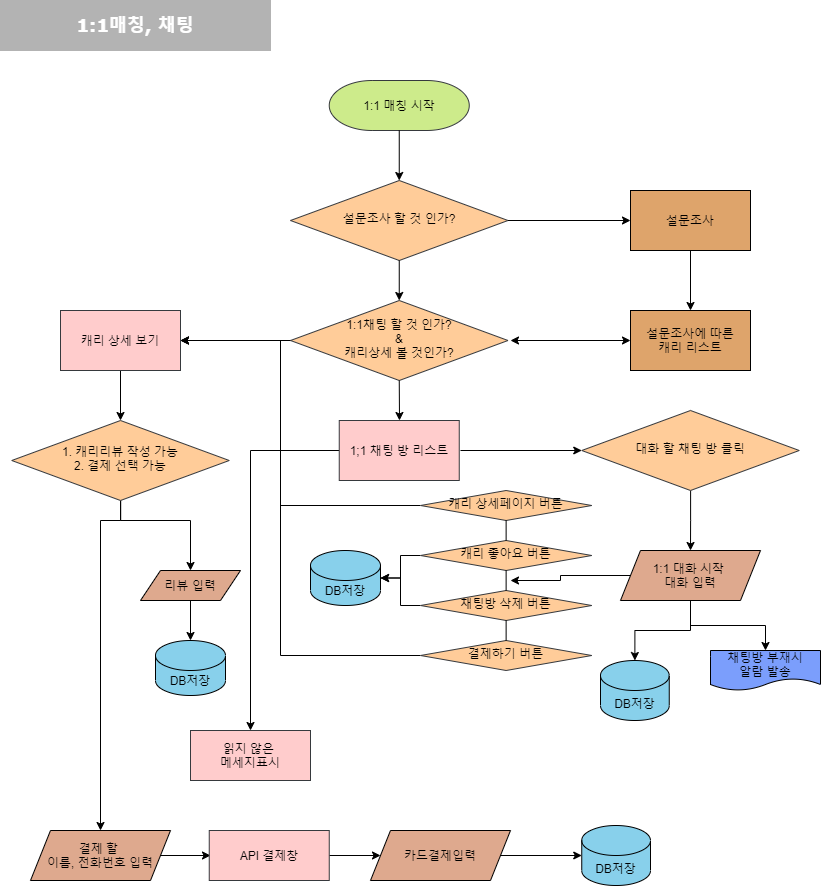 1:1매칭, 채팅
1:1 매칭 시작
설문조사 할 것 인가?
설문조사
1:1채팅 할 것 인가?
&
캐리상세 볼 것인가?
설문조사에 따른
캐리 리스트
캐리 상세 보기
1. 캐리리뷰 작성 가능
2. 결제 선택 가능
1;1 채팅 방 리스트
대화 할 채팅 방 클릭
캐리 상세페이지 버튼
캐리 좋아요 버튼
DB저장
채팅방 삭제 버튼
1:1 대화 시작
대화 입력
리뷰 입력
결제하기 버튼
채팅방 부재시
알람 발송
DB저장
DB저장
읽지 않은
메세지표시
결제 할
이름, 전화번호 입력
API 결제창
카드결제입력
DB저장